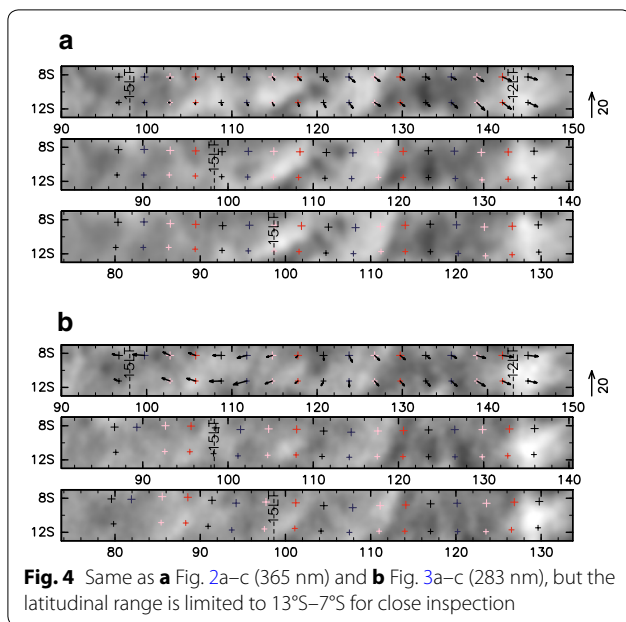 a
8S
12S
15LT
12LT
20
90 100 110 120 130 140 150
8S
12S
15LT
90 100 110 120 130 140
8S
12S
15LT
80 90 100 110 120 130
b
8S
12S
15LT
12LT
20
90 100 110 120 130 140 150
8S
12S
15LT
90 100 110 120 130 140
8S
12S
15LT
80 90 100 110 120 130
Fig. 4 Same as a Fig. 2a–c (365 nm) and b Fig. 3a–c (283 nm), but the
latitudinal range is limited to 13°S–7°S for close inspection